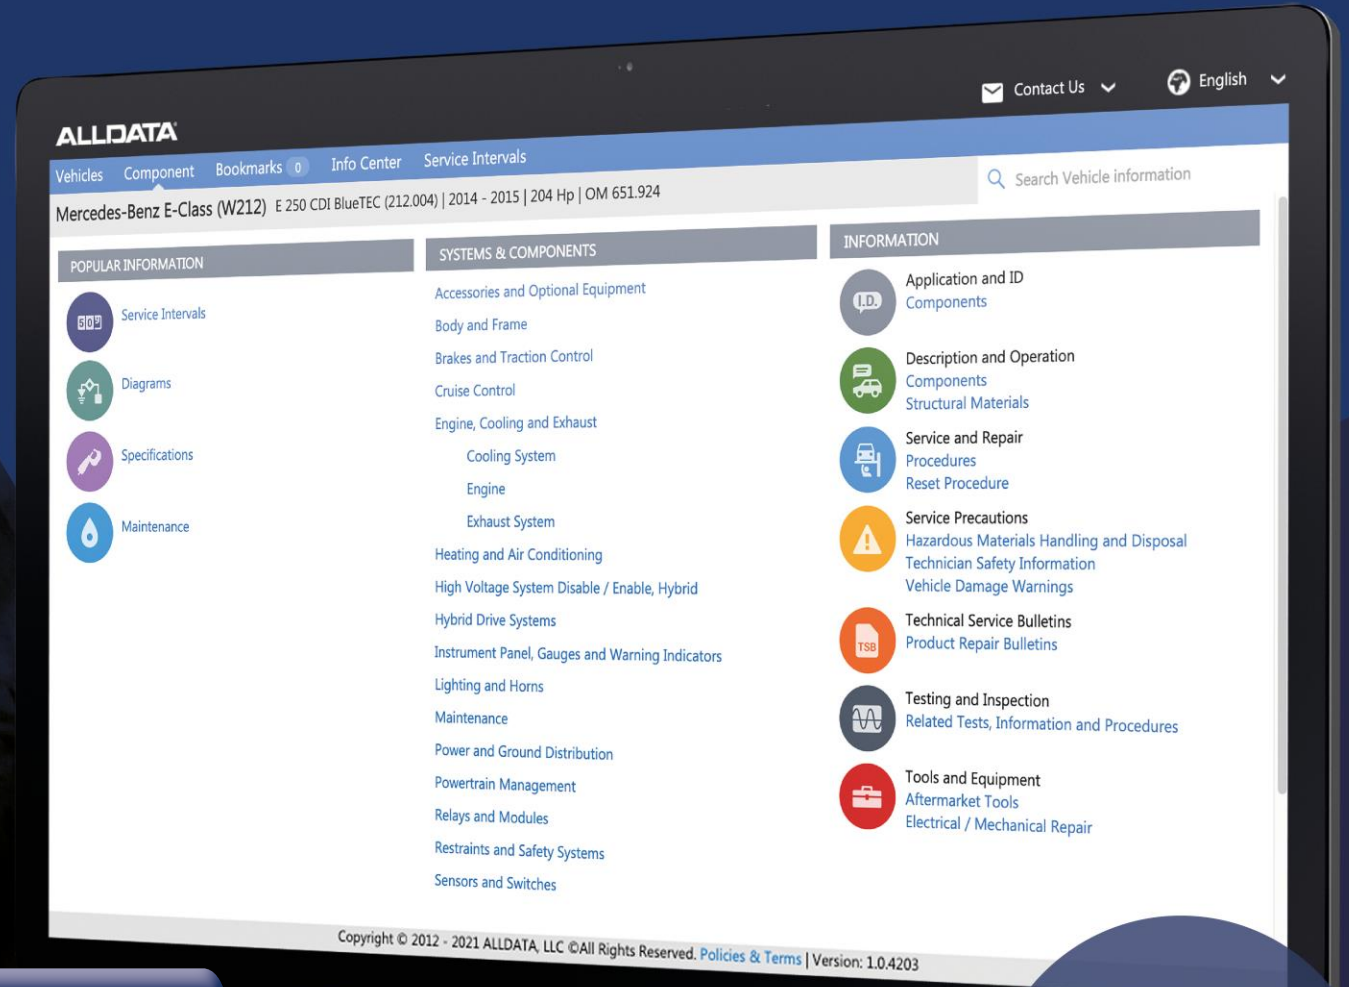 ALLDATA
Contact Us
English
Vehicles Component Bookmarks 0 Info Center Service Intervals
Mercedes-Benz E-Class (W212) E 250 CDI BlueTEC (212.004) | 2014 - 2015 | 204 Hp | OM 651.924
Search Vehicle information
POPULAR INFORMATION
Service Intervals
Diagrams
Specifications
Maintenance
SYSTEMS & COMPONENTS
Accessories and Optional Equipment
Body and Frame
Brakes and Traction Control
Cruise Control
Engine, Cooling and Exhaust
Cooling System
Engine
Exhaust System
Heating and Air Conditioning
High Voltage System Disable / Enable, Hybrid
Hybrid Drive Systems
Instrument Panel, Gauges and Warning Indicators
Lighting and Horns
Maintenance
Power and Ground Distribution
Powertrain Management
Relays and Modules
Restraints and Safety Systems
Sensors and Switches
INFORMATION
I.D.
Application and ID
Components
Description and Operation
Components
Structural Materials
Service and Repair
Procedures
Reset Procedure
Service Precautions
Hazardous Materials Handling and Disposal
Technician Safety Information
Vehicle Damage Warnings
TSB
Technical Service Bulletins
Product Repair Bulletins
Testing and Inspection
Related Tests, Information and Procedures
Tools and Equipment
Aftermarket Tools
Electrical / Mechanical Repair
Copyright © 2012 - 2021 ALLDATA, LLC ©All Rights Reserved. Policies & Terms | Version: 1.0.4203